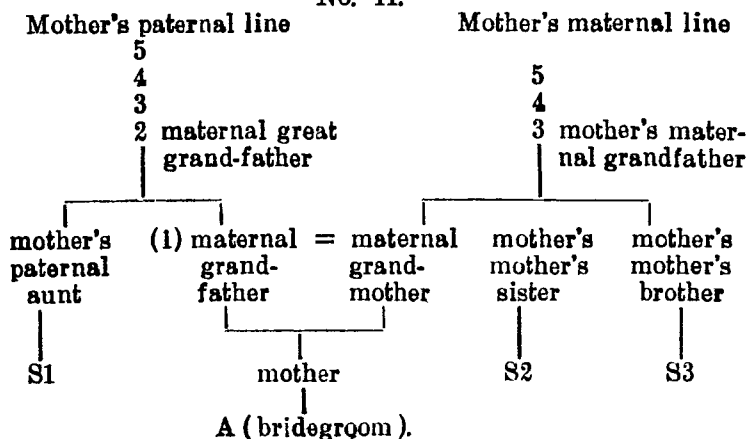 No. II.
Mother's paternal line Mother's maternal line
5
4 5
3 4
2 maternal great 3 mother's mater-
grand-father nal grandfather
mother's (1) maternal = maternal mother's mother's
paternal grand- grand- mother's mother's
aunt father mother sister brother
S1 mother S2 S3
A (bridegroom).